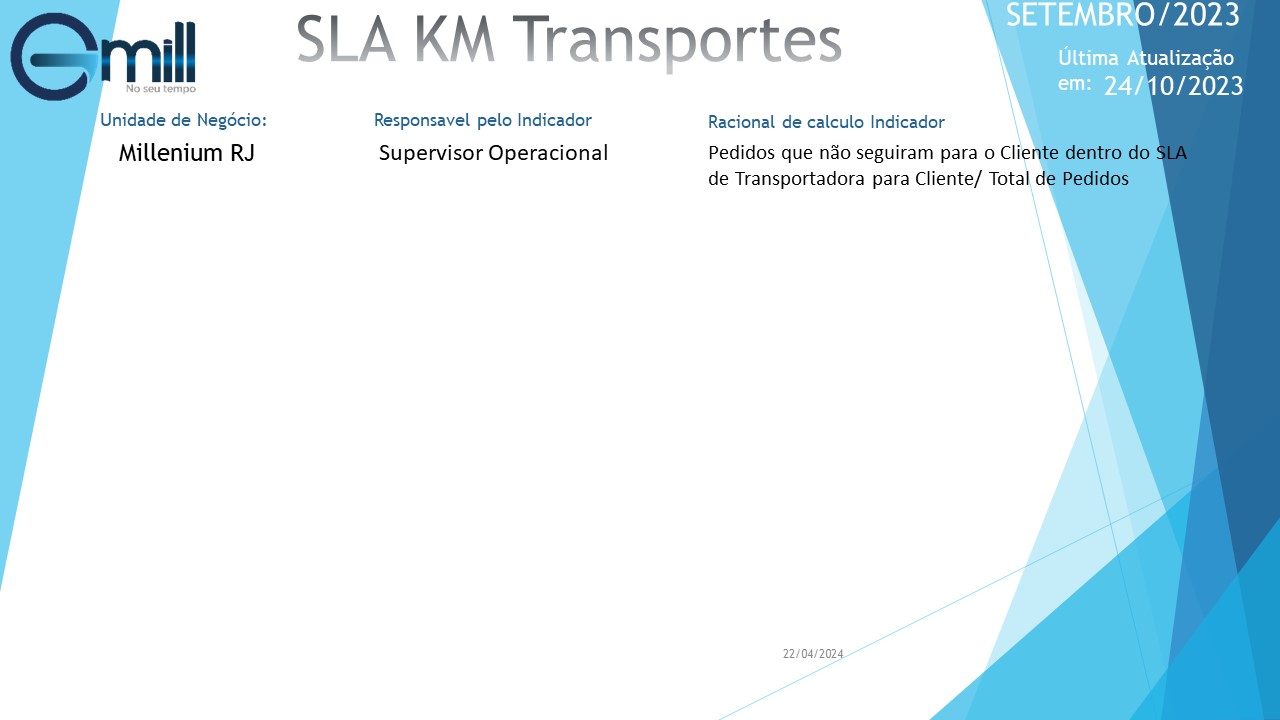 emill
No seu tempo
SLA KM Transportes
SETEMBRO/2023
Última Atualização
em: 24/10/2023
Unidade de Negócio:
Millenium RJ
Responsavel pelo Indicador
Supervisor Operacional
Racional de calculo Indicador
Pedidos que não seguiram para o Cliente dentro do SLA
de Transportadora para Cliente/ Total de Pedidos
22/04/2024